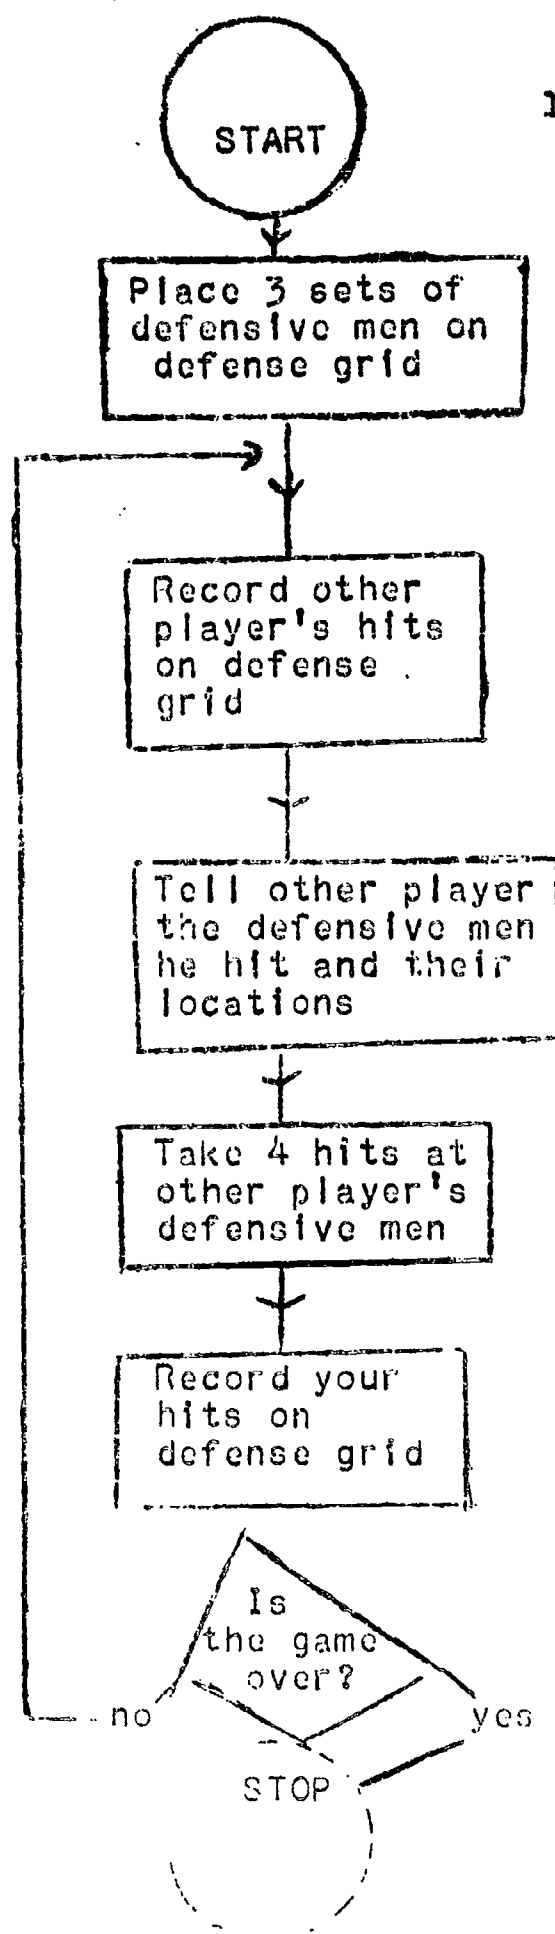 START
Place 3 sets of
defensive men on
defense grid
Record other
player's hits
on defense
grid
Tell other player
the defensive men
he hit and their
locations
Take 4 hits at
other player's
defensive men
Record your
hits on
defense grid
Is
the game
over?
no
yes
STOP